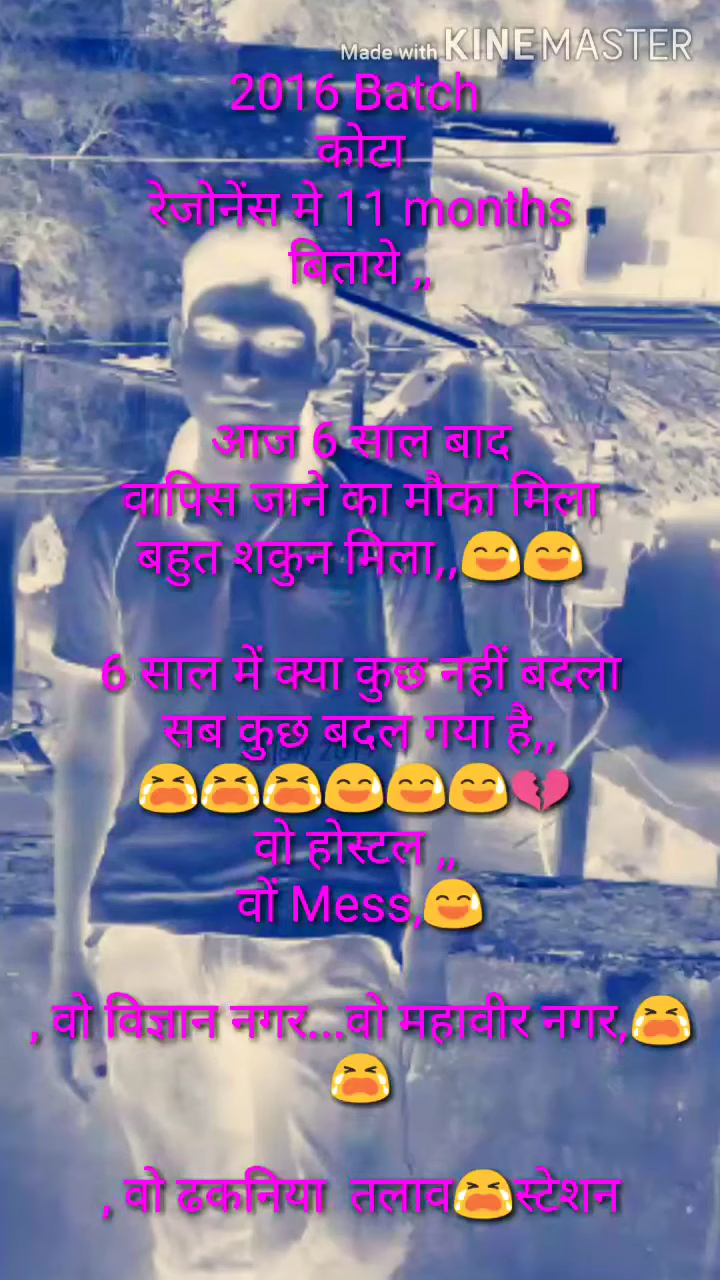 Made with KINEMASTER
2016 Batch
कोटा
रेजोनेंस मे 11 months
बिताये ,,
आज 6 साल बाद
वापिस जाने का मौका मिला
बहुत शकुन मिला,,😅😅
6 साल में क्या कुछ नहीं बदला
सब कुछ बदल गया है,,
😭😭😭😅😅😅💔
वो होस्टल ,,
वों Mess,😅
, वो विज्ञान नगर...वो महावीर नगर,😭
😭
, वो ढकनिया तलाव😭स्टेशन